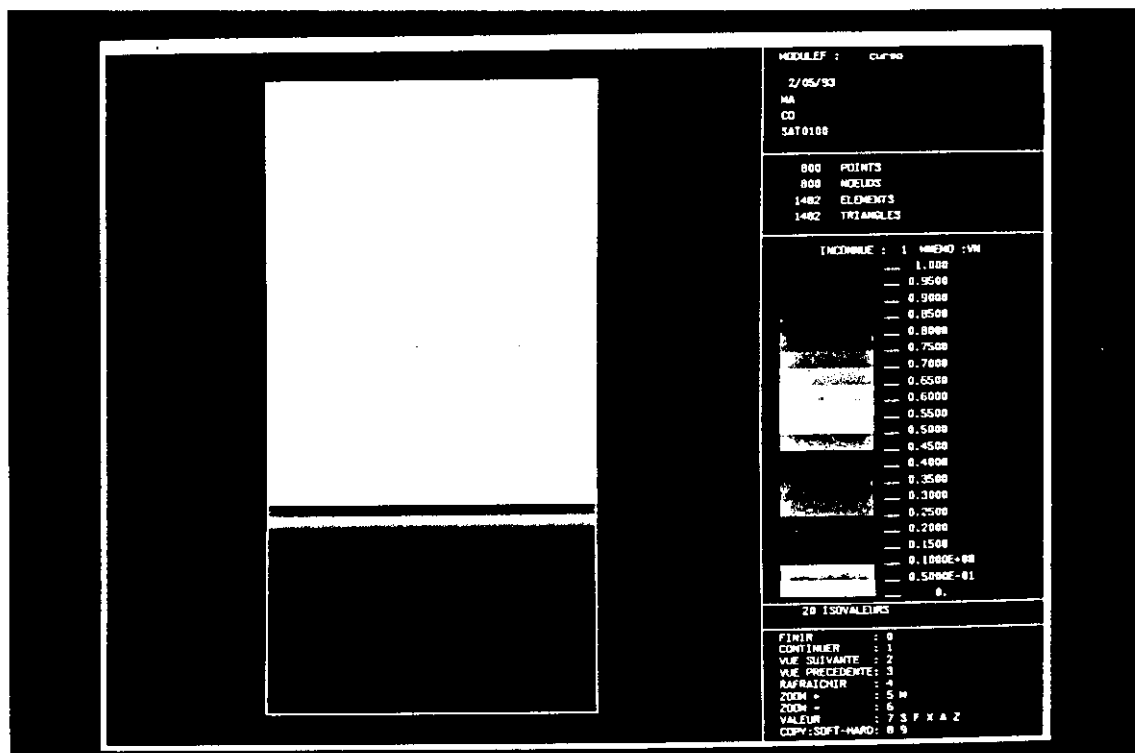 MODULEF : curso
2/05/93
MA
CO
SAT0100
800 POINTS
800 NOEUDS
1482 ELEMENTS
1482 TRIANGLES
INCONNUE : 1 MNEMO :VN
1.000
0.9500
0.9000
0.8500
0.8000
0.7500
0.7000
0.6500
0.6000
0.5500
0.5000
0.4500
0.4000
0.3500
0.3000
0.2500
0.2000
0.1500
0.1000E+00
0.5000E-01
0.
20 ISOVALEURS
FINIR : 0
CONTINUER : 1
VUE SUIVANTE : 2
VUE PRECEDENTE: 3
RAFRAICHIR : 4
ZOOM + : 5 M
ZOOM - : 6
VALEUR : 7 S F X A Z
COPY:SOFT-HARD: 8 9